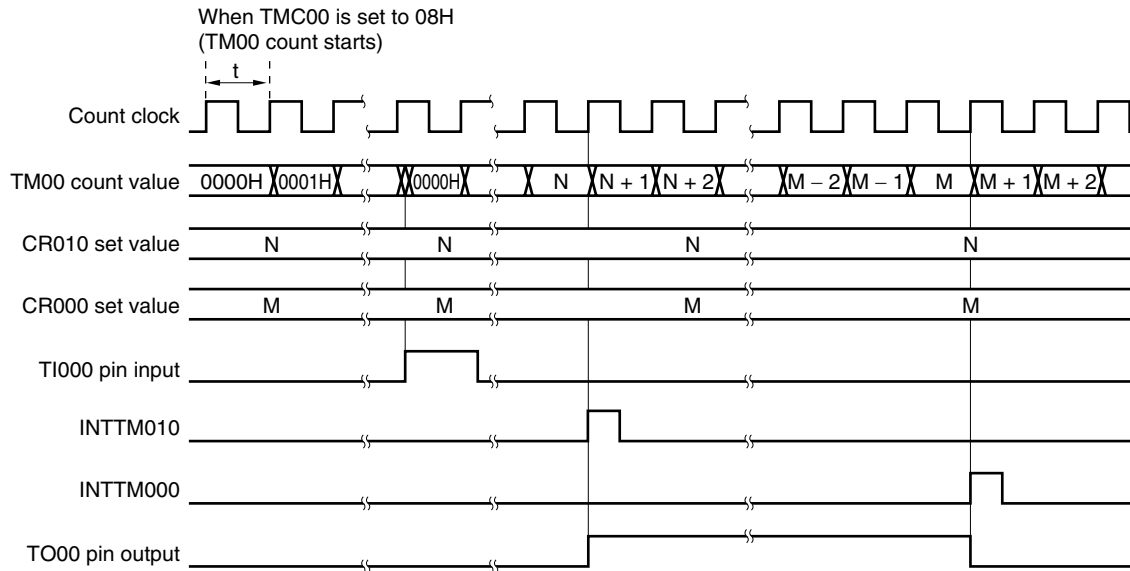 When TMC00 is set to 08H
(TM00 count starts)
t
Count clock
TM00 count value 0000H 0001H 0000H N N + 1 N + 2 M − 2 M − 1 M M + 1 M + 2
CR010 set value N N N N
CR000 set value M M M M
TI000 pin input
INTTM010
INTTM000
TO00 pin output